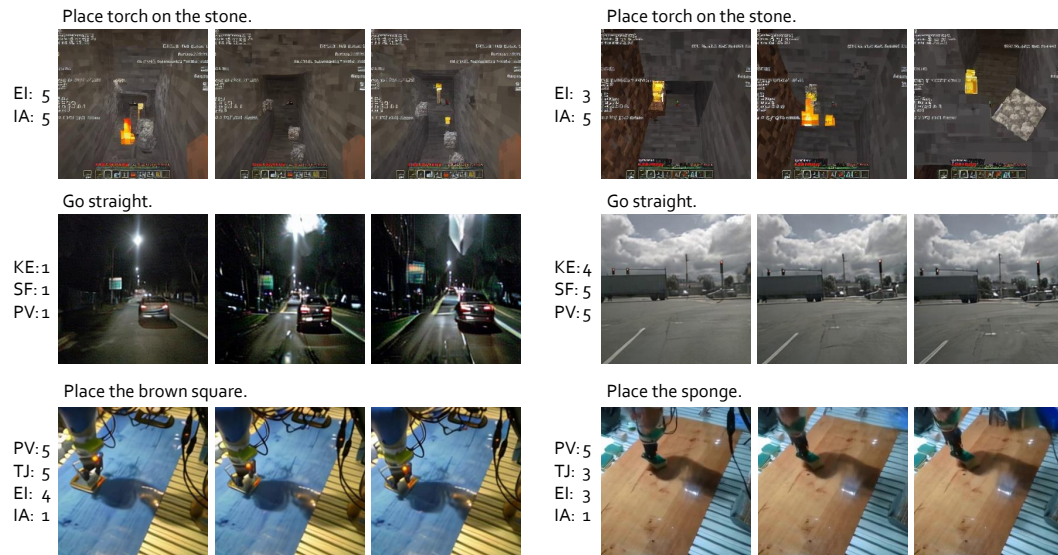 Place torch on the stone.
EI: 5
IA: 5
Place torch on the stone.
EI: 3
IA: 5
Go straight.
KE: 1
SF: 1
PV: 1
Go straight.
KE: 4
SF: 5
PV: 5
Place the brown square.
PV: 5
TJ: 5
EI: 4
IA: 1
Place the sponge.
PV: 5
TJ: 3
EI: 3
IA: 1